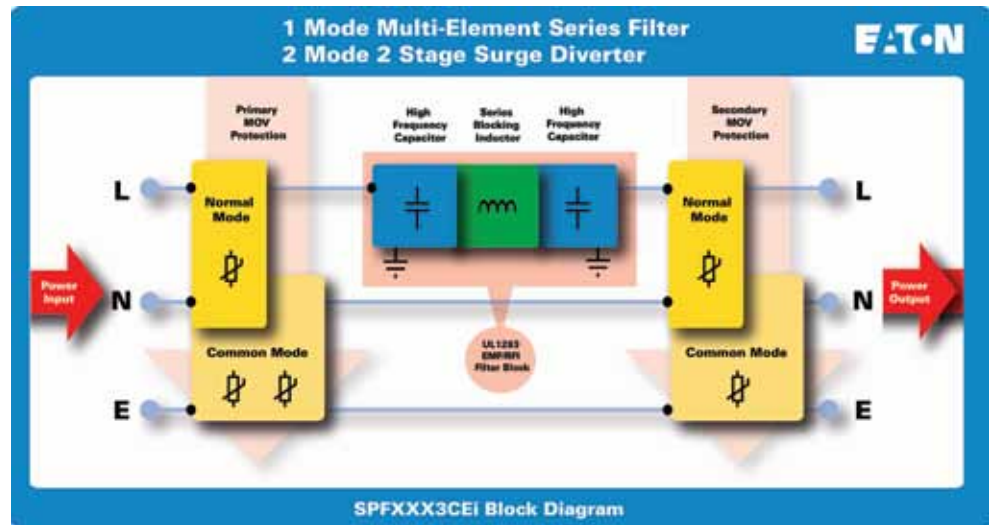 1 Mode Multi-Element Series Filter
2 Mode 2 Stage Surge Diverter
EATON
Primary
MOV
Protection
High
Frequency
Capacitor
Series
Blocking
Inductor
High
Frequency
Capacitor
Secondary
MOV
Protection
L
Normal
Mode
Normal
Mode
L
Power
Input
N
N
Power
Output
UL1283
EMF/RFI
Filter Block
Common Mode
Common Mode
E
E
SPFXXX3CEi Block Diagram